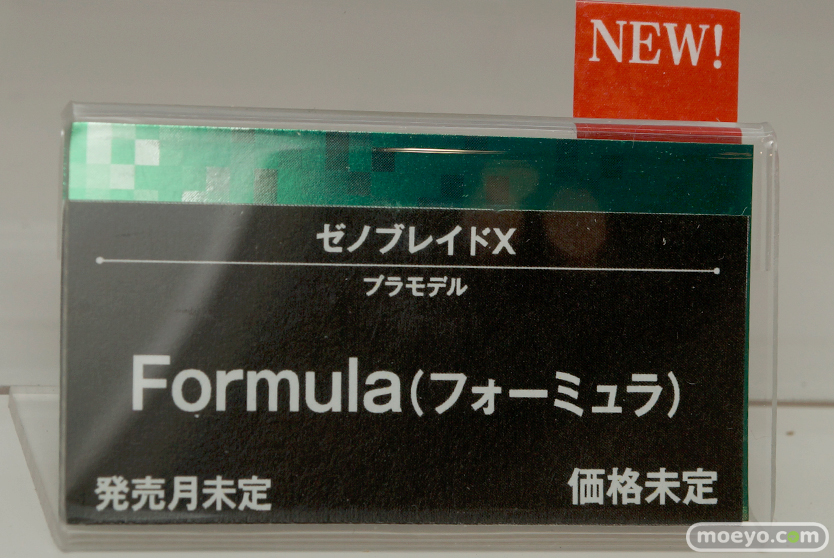 NEW!
ゼノブレイドX
プラモデル
Formula(フォーミュラ)
発売月未定
価格未定
moeyo.com